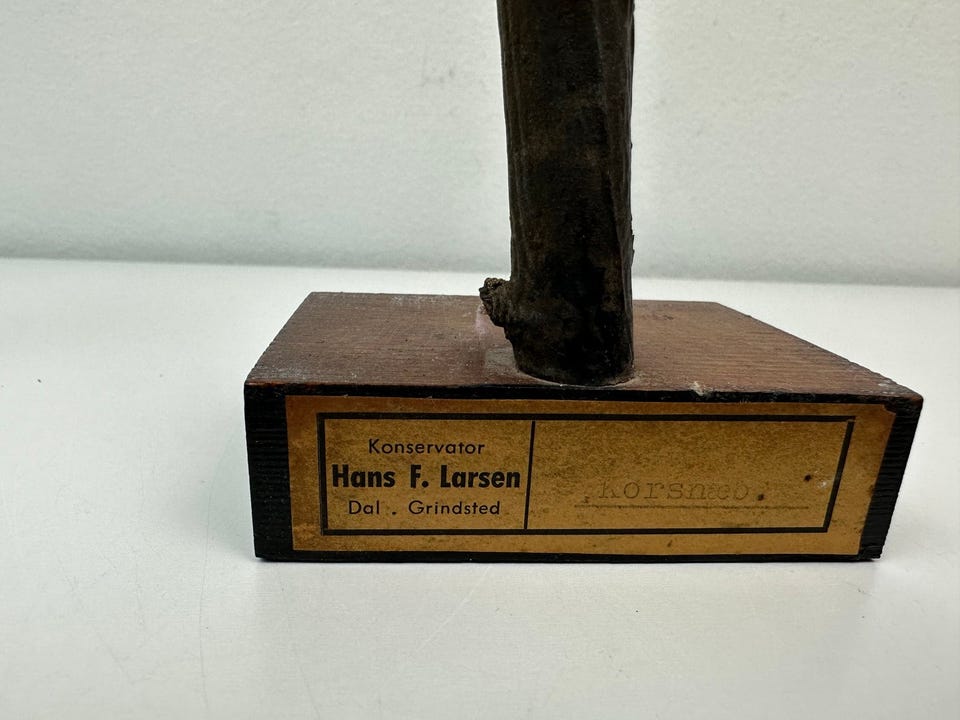 Konservator
Hans F. Larsen
Dal . Grindsted
Korsnæb.